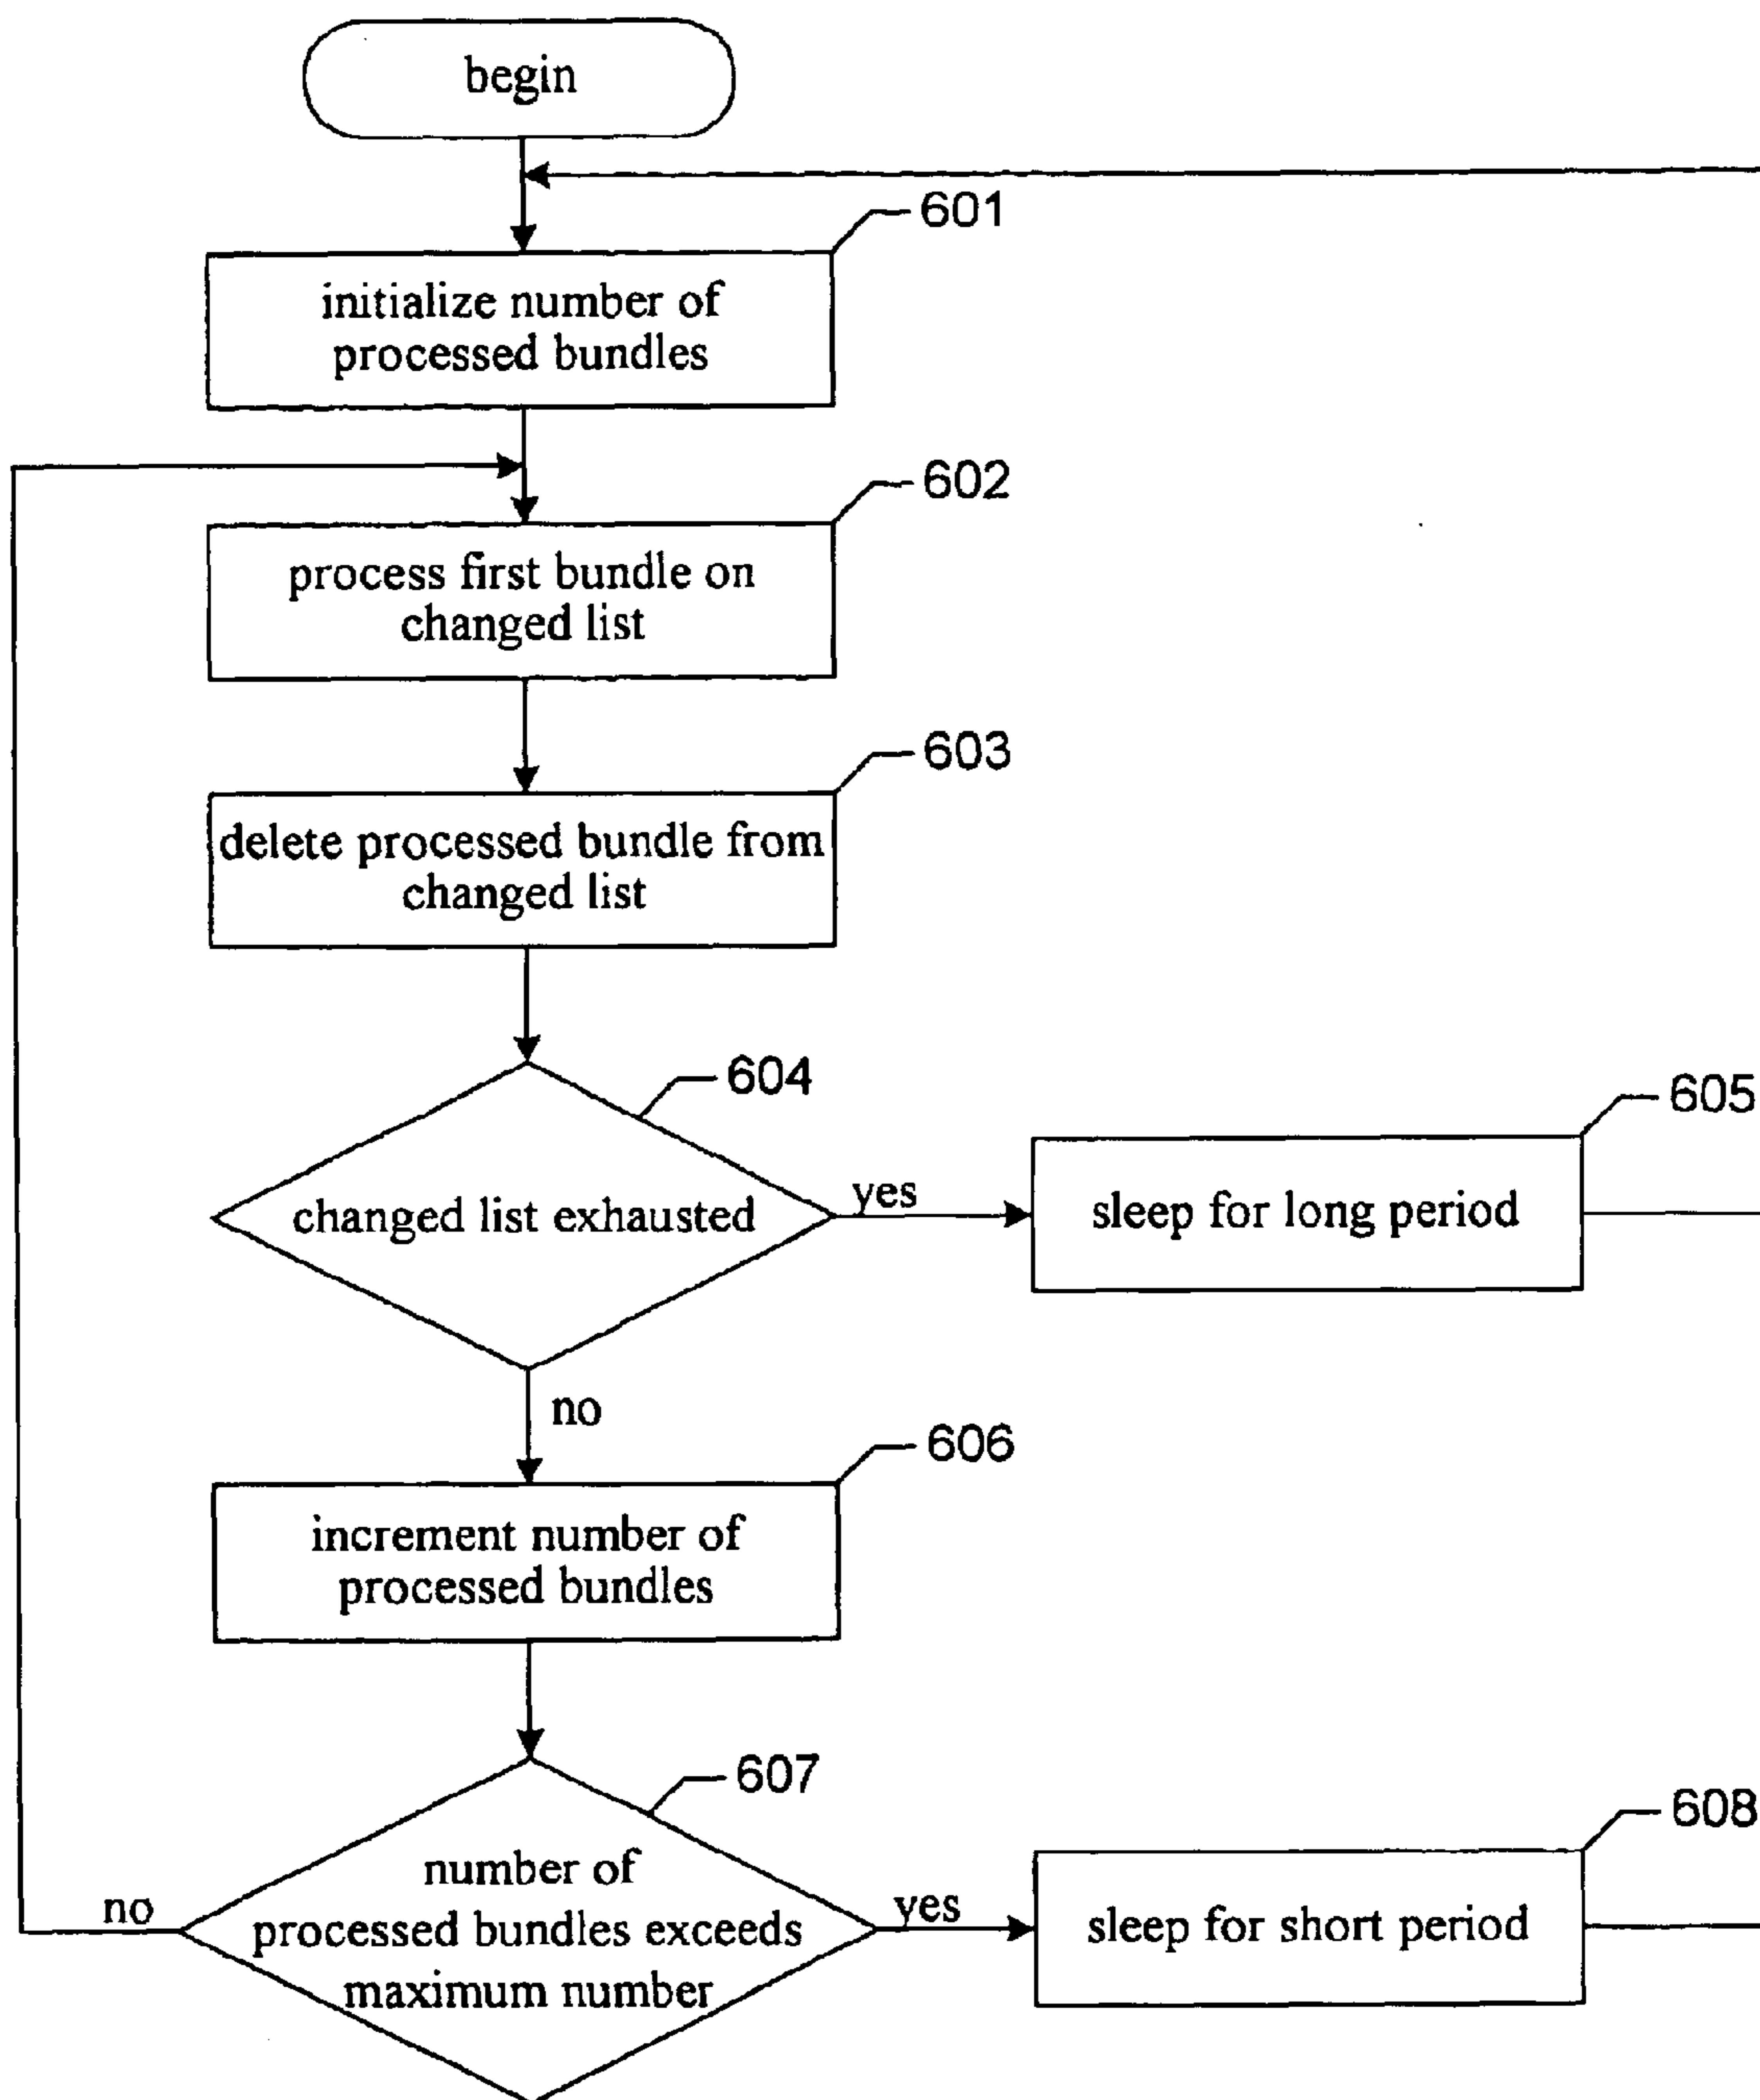 begin
601
initialize number of
processed bundles
602
process first bundle on
changed list
603
delete processed bundle from
changed list
604
changed list exhausted
yes
605
sleep for long period
no
606
increment number of
processed bundles
607
number of
processed bundles exceeds
maximum number
no
yes
608
sleep for short period